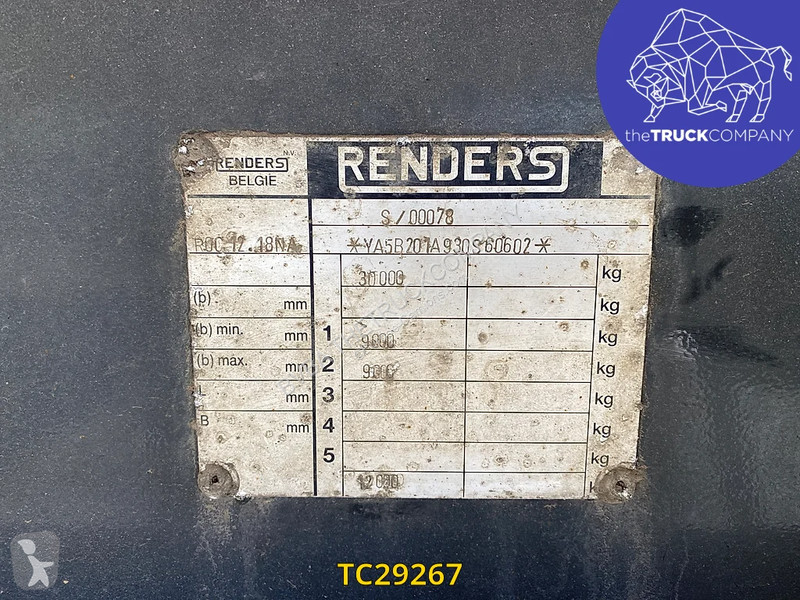 theTRUCKCOMPANY
RENDERS N.V.
BELGIE
RENDERS
S/00078
ROC 12.18NA
*YA5B201A930S60602*
30000 kg
(b) mm kg
(b) min. mm 1 9000 kg
(b) max. mm 2 9000 kg
L mm 3 kg
B mm 4 kg
5 kg
12000
TC29267